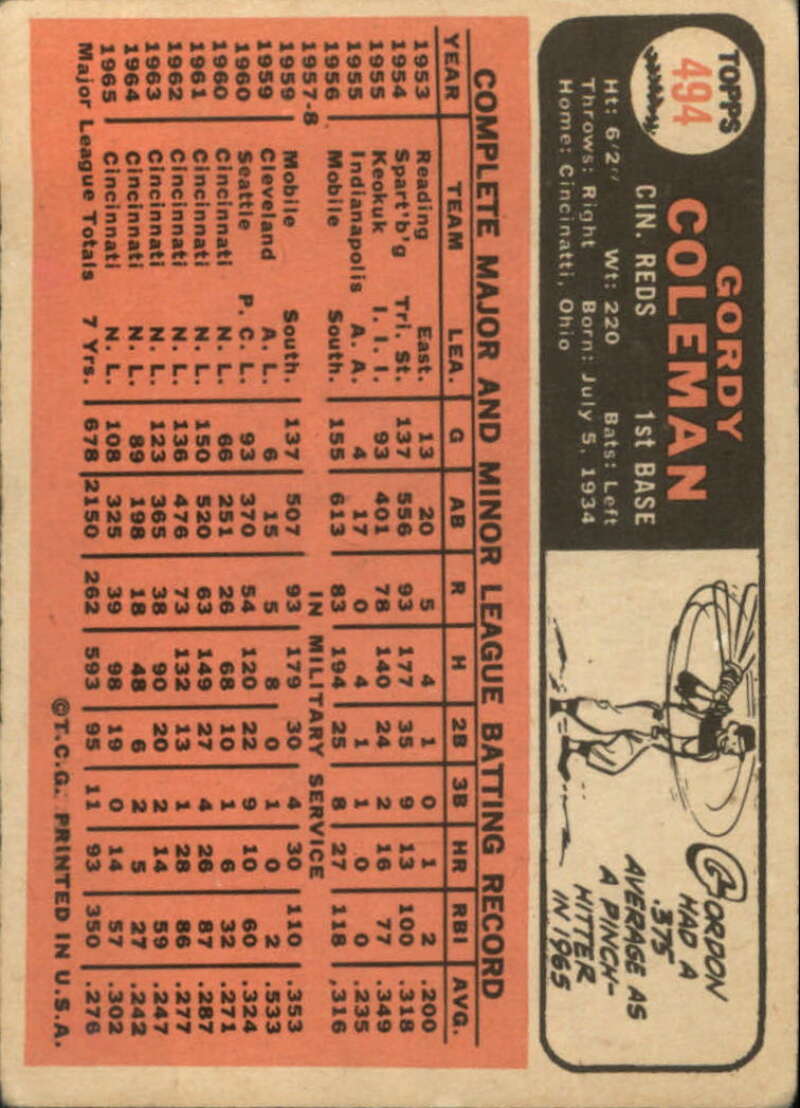 TOPPS
494
GORDY
COLEMAN
CIN. REDS 1st BASE
Ht: 6'2" Wt: 220 Bats: Left
Throws: Right Born: July 5, 1934
Home: Cincinatti, Ohio
GORDON
HAD A
.375
AVERAGE AS
A PINCH-
HITTER
IN 1965
COMPLETE MAJOR AND MINOR LEAGUE BATTING RECORD
YEAR TEAM LEA. G AB R H 2B 3B HR RBI AVG.
1953 Reading East. 13 20 5 4 1 0 1 2 .200
1954 Spart'b'g Tri. St. 137 556 93 177 35 9 13 100 .318
1955 Keokuk I. I. I. 93 401 78 140 24 2 16 77 .349
1955 Indianapolis A. A. 4 17 0 4 1 1 0 0 .235
1956 Mobile South. 155 613 83 194 25 8 27 118 .316
1957-8 IN MILITARY SERVICE
1959 Mobile South. 137 507 93 179 30 4 30 110 .353
1959 Cleveland A. L. 6 15 5 8 0 1 0 2 .533
1960 Seattle P. C. L. 93 370 54 120 22 9 10 60 .324
1960 Cincinnati N. L. 66 251 26 68 10 1 6 32 .271
1961 Cincinnati N. L. 150 520 63 149 27 4 26 87 .287
1962 Cincinnati N. L. 136 476 73 132 13 1 28 86 .277
1963 Cincinnati N. L. 123 365 38 90 20 2 14 59 .247
1964 Cincinnati N. L. 89 198 18 48 6 2 5 27 .242
1965 Cincinnati N. L. 108 325 39 98 19 0 14 57 .302
Major League Totals 7 Yrs. 678 2150 262 593 95 11 93 350 .276
©T.C.G. PRINTED IN U.S.A.